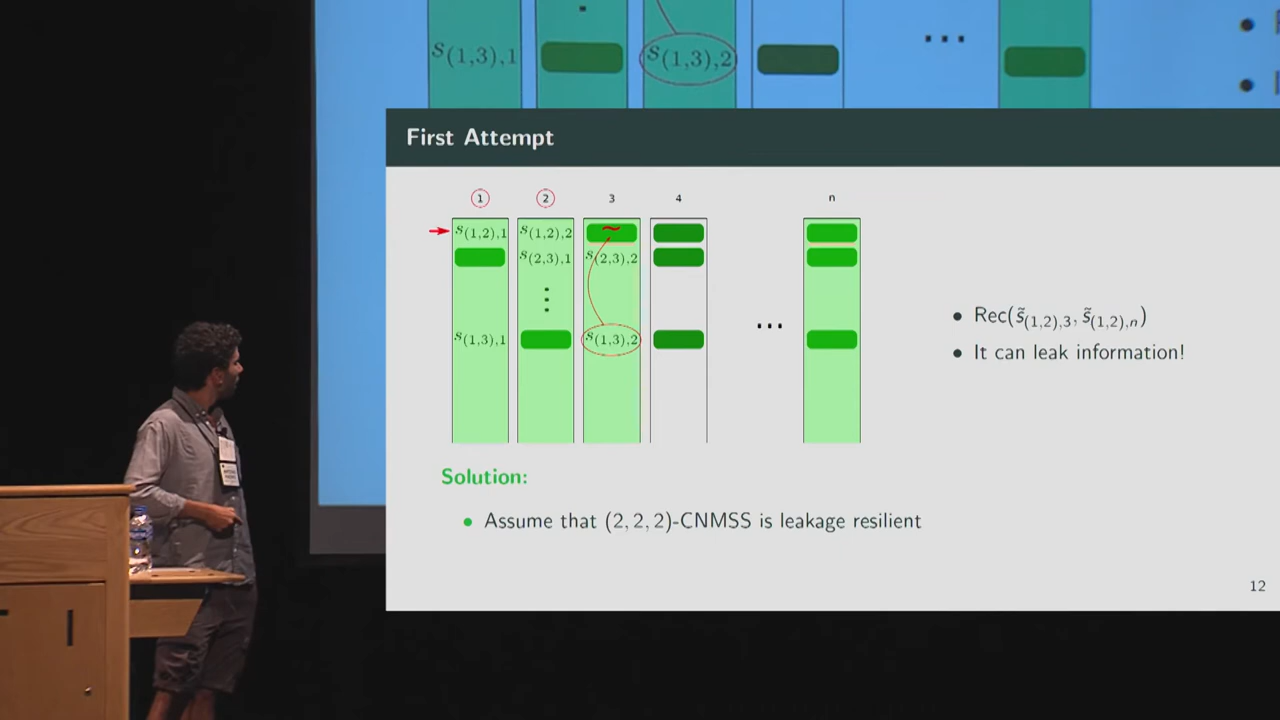 s(1,3),1 s(1,3),2 ...
First Attempt
1 2 3 4 n
s(1,2),1 s(1,2),2 ~
s(2,3),1 s(2,3),2
⋮
...
s(1,3),1 s(1,3),2
• Rec(s̃(1,2),3, s̃(1,2),n)
• It can leak information!
Solution:
• Assume that (2, 2, 2)-CNMSS is leakage resilient
12